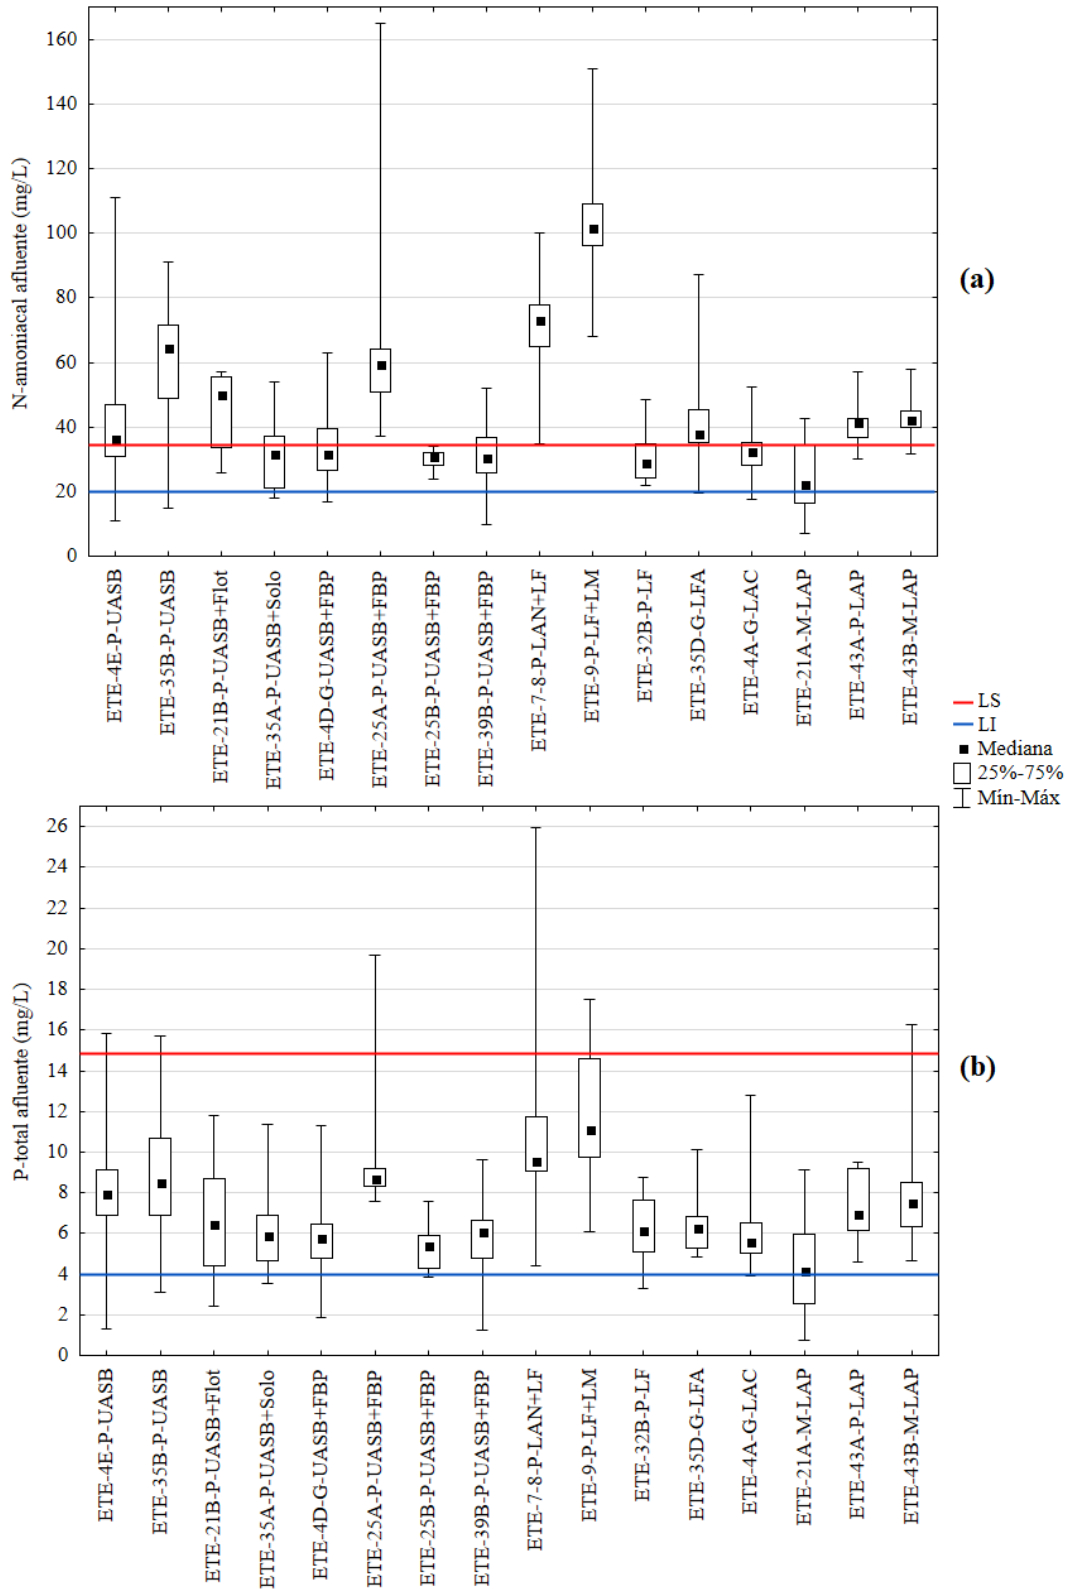 160
140
120
100
80
60
40
20
0
N-amoniacal afluente (mg/L)
(a)
ETE-4E-P-UASB
ETE-35B-P-UASB
ETE-21B-P-UASB+Flot
ETE-35A-P-UASB+Solo
ETE-4D-G-UASB+FBP
ETE-25A-P-UASB+FBP
ETE-25B-P-UASB+FBP
ETE-39B-P-UASB+FBP
ETE-7-8-P-LAN+LF
ETE-9-P-LF+LM
ETE-32B-P-LF
ETE-35D-G-LFA
ETE-4A-G-LAC
ETE-21A-M-LAP
ETE-43A-P-LAP
ETE-43B-M-LAP
LS
LI
Mediana
25%-75%
Mín-Máx
26
24
22
20
18
16
14
12
10
8
6
4
2
0
P-total afluente (mg/L)
(b)
ETE-4E-P-UASB
ETE-35B-P-UASB
ETE-21B-P-UASB+Flot
ETE-35A-P-UASB+Solo
ETE-4D-G-UASB+FBP
ETE-25A-P-UASB+FBP
ETE-25B-P-UASB+FBP
ETE-39B-P-UASB+FBP
ETE-7-8-P-LAN+LF
ETE-9-P-LF+LM
ETE-32B-P-LF
ETE-35D-G-LFA
ETE-4A-G-LAC
ETE-21A-M-LAP
ETE-43A-P-LAP
ETE-43B-M-LAP